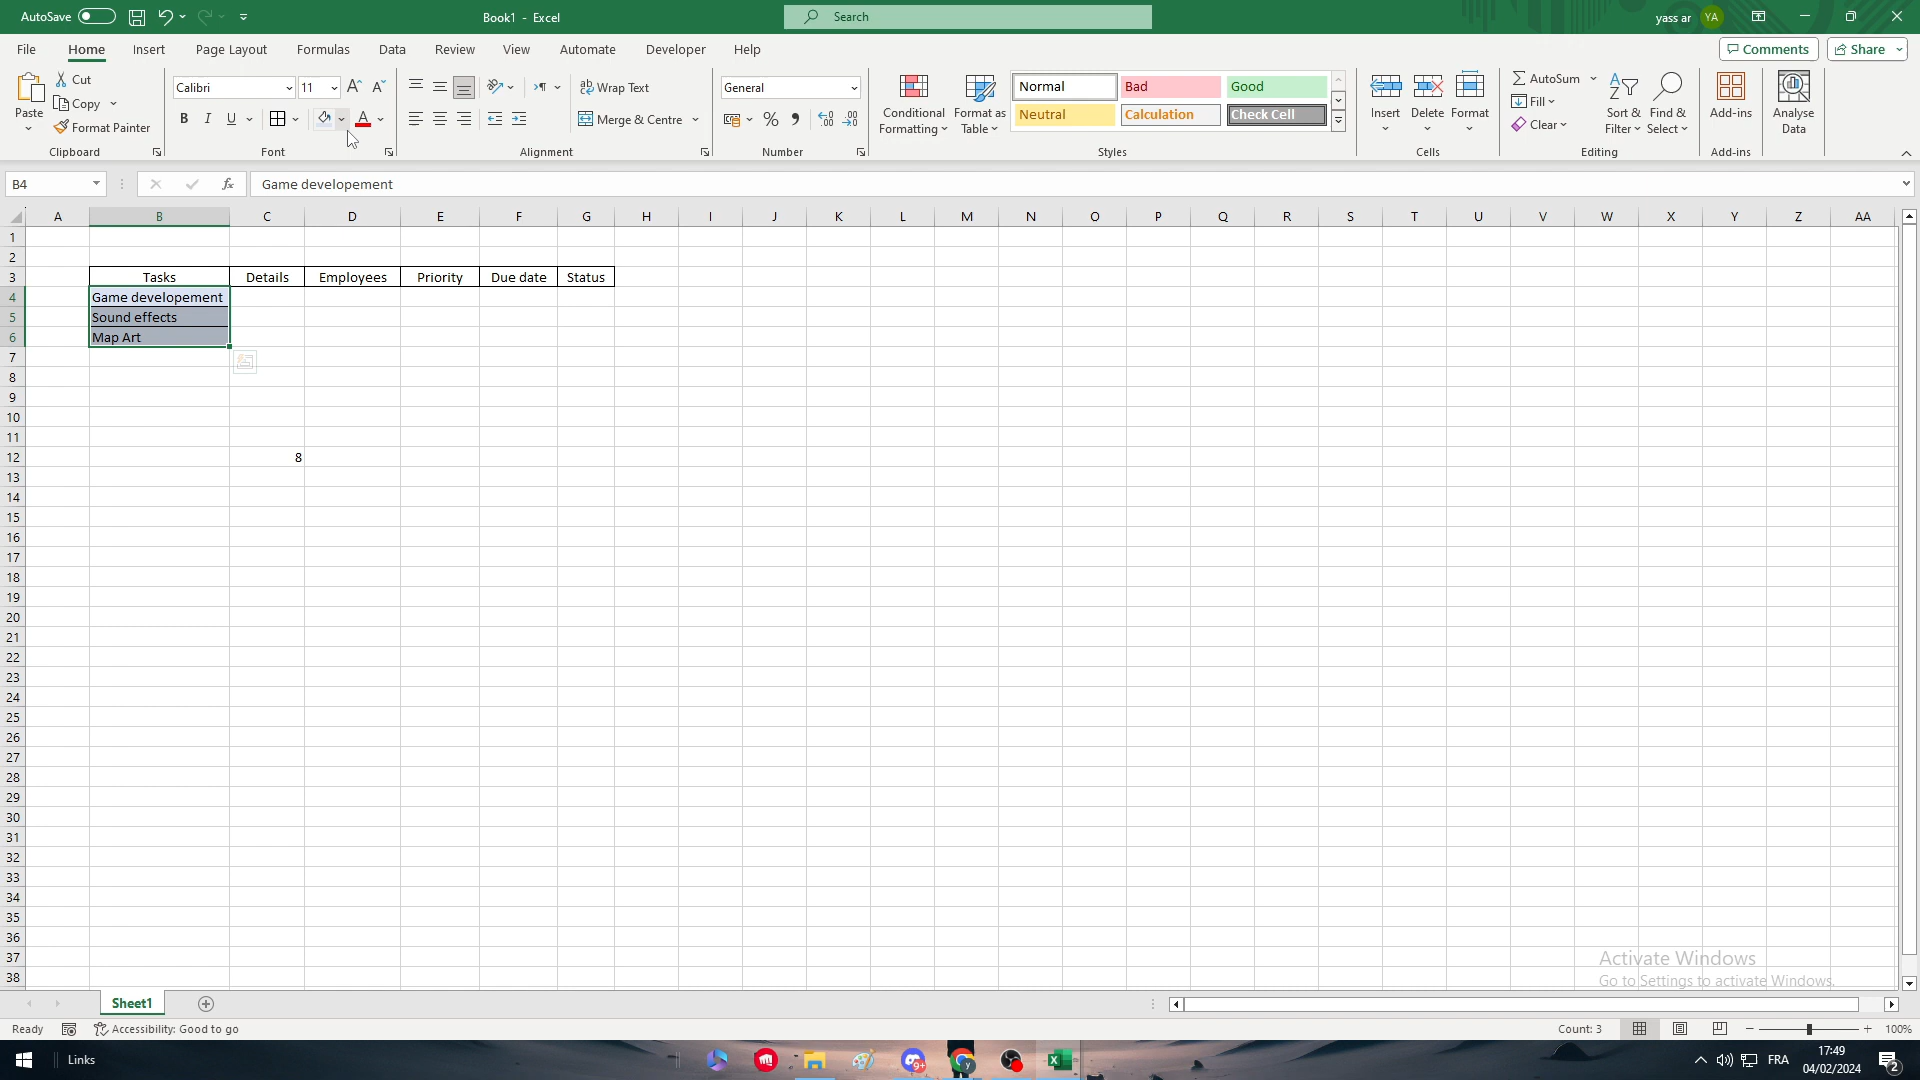 AutoSave Book1 - Excel Search yass ar YA
File Home Insert Page Layout Formulas Data Review View Automate Developer Help Comments Share
Paste Cut Copy Format Painter Clipboard
Calibri 11 B I U A Font
Wrap Text Merge & Centre Alignment
General % Number
Conditional Formatting Format as Table Normal Bad Good Neutral Calculation Check Cell Styles
Insert Delete Format Cells
AutoSum Fill Clear Sort & Filter Find & Select Editing
Add-ins Add-ins
Analyse Data
B4 fx Game developement
A B C D E F G H I J K L M N O P Q R S T U V W X Y Z AA
1
2
3 Tasks Details Employees Priority Due date Status
4 Game developement
5 Sound effects
6 Map Art
7
8
9
10
11
12 8
13
14
15
16
17
18
19
20
21
22
23
24
25
26
27
28
29
30
31
32
33
34
35
36
37
38
Activate Windows
Go to Settings to activate Windows.
Sheet1
Ready Accessibility: Good to go Count: 3 100%
Links 9+ FRA 17:49 04/02/2024 2